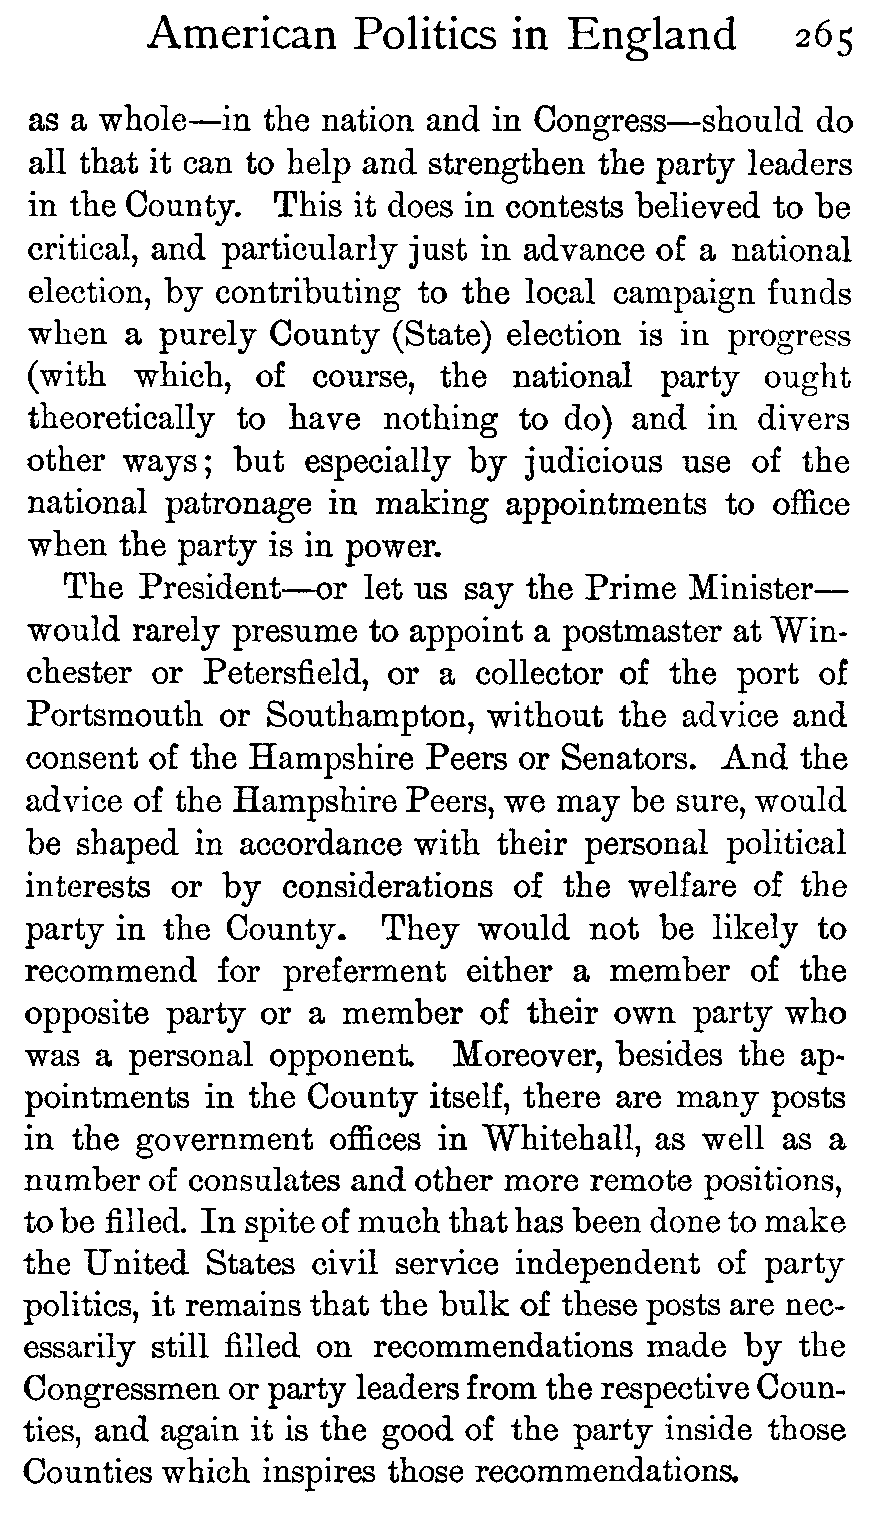 American Politics in England 265
as a whole—in the nation and in Congress—should do
all that it can to help and strengthen the party leaders
in the County. This it does in contests believed to be
critical, and particularly just in advance of a national
election, by contributing to the local campaign funds
when a purely County (State) election is in progress
(with which, of course, the national party ought
theoretically to have nothing to do) and in divers
other ways; but especially by judicious use of the
national patronage in making appointments to office
when the party is in power.
The President—or let us say the Prime Minister—
would rarely presume to appoint a postmaster at Win-
chester or Petersfield, or a collector of the port of
Portsmouth or Southampton, without the advice and
consent of the Hampshire Peers or Senators. And the
advice of the Hampshire Peers, we may be sure, would
be shaped in accordance with their personal political
interests or by considerations of the welfare of the
party in the County. They would not be likely to
recommend for preferment either a member of the
opposite party or a member of their own party who
was a personal opponent. Moreover, besides the ap-
pointments in the County itself, there are many posts
in the government offices in Whitehall, as well as a
number of consulates and other more remote positions,
to be filled. In spite of much that has been done to make
the United States civil service independent of party
politics, it remains that the bulk of these posts are nec-
essarily still filled on recommendations made by the
Congressmen or party leaders from the respective Coun-
ties, and again it is the good of the party inside those
Counties which inspires those recommendations.